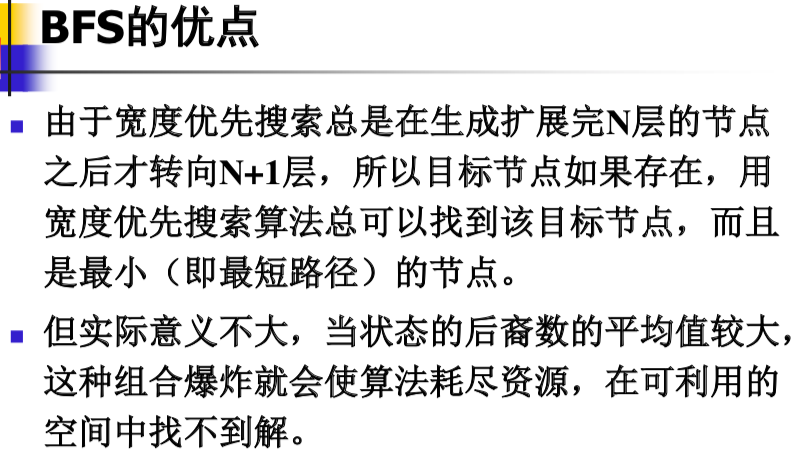 BFS的优点
由于宽度优先搜索总是在生成扩展完N层的节点
之后才转向N+1层，所以目标节点如果存在，用
宽度优先搜索算法总可以找到该目标节点，而且
是最小（即最短路径）的节点。
但实际意义不大，当状态的后裔数的平均值较大，
这种组合爆炸就会使算法耗尽资源，在可利用的
空间中找不到解。